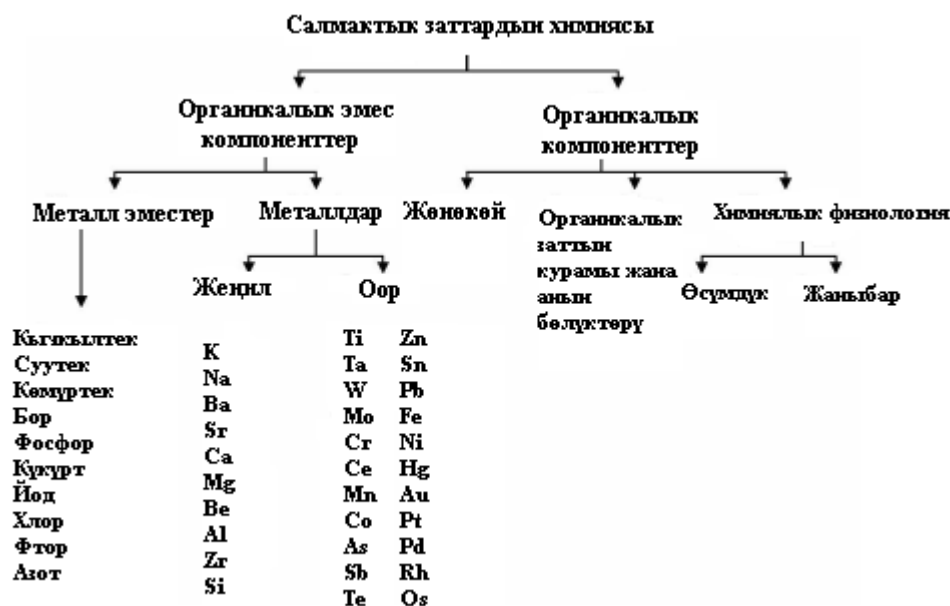 Салмактык заттардын химиясы
Органикалык эмес
компоненттер
Органикалык
компоненттер
Металл эместер
Металлдар
Жөнөкөй
Органикалык
заттын
курамы жана
анын
бөлүктөрү
Химиялык физнология
Жеңил
Оор
Өсүмдүк
Жаныбар
Кычкылтек
Суутек
Көмүртек
Бор
Фосфор
Күкүрт
Йод
Хлор
Фтор
Азот
K
Na
Ba
Sr
Ca
Mg
Be
Al
Zr
Si
Ti Zn
Ta Sn
W Pb
Mo Fe
Cr Ni
Ce Hg
Mn Au
Co Pt
As Pd
Sb Rh
Te Os